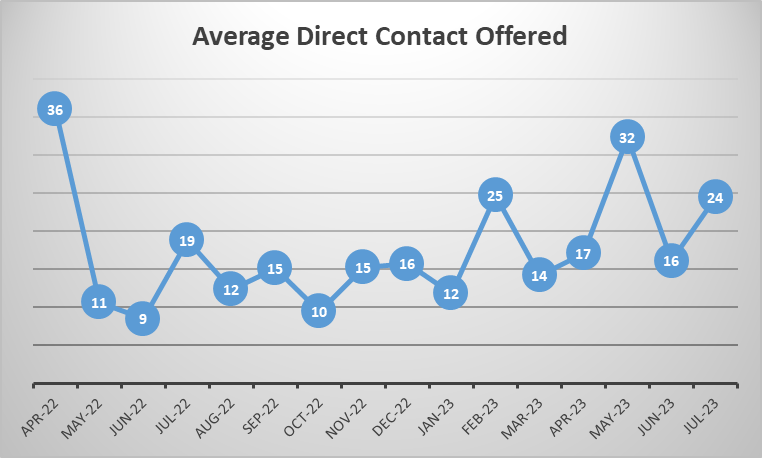 Average Direct Contact Offered
36
11
9
19
12
15
10
15
16
12
25
14
17
32
16
24
APR-22
MAY-22
JUN-22
JUL-22
AUG-22
SEP-22
OCT-22
NOV-22
DEC-22
JAN-23
FEB-23
MAR-23
APR-23
MAY-23
JUN-23
JUL-23